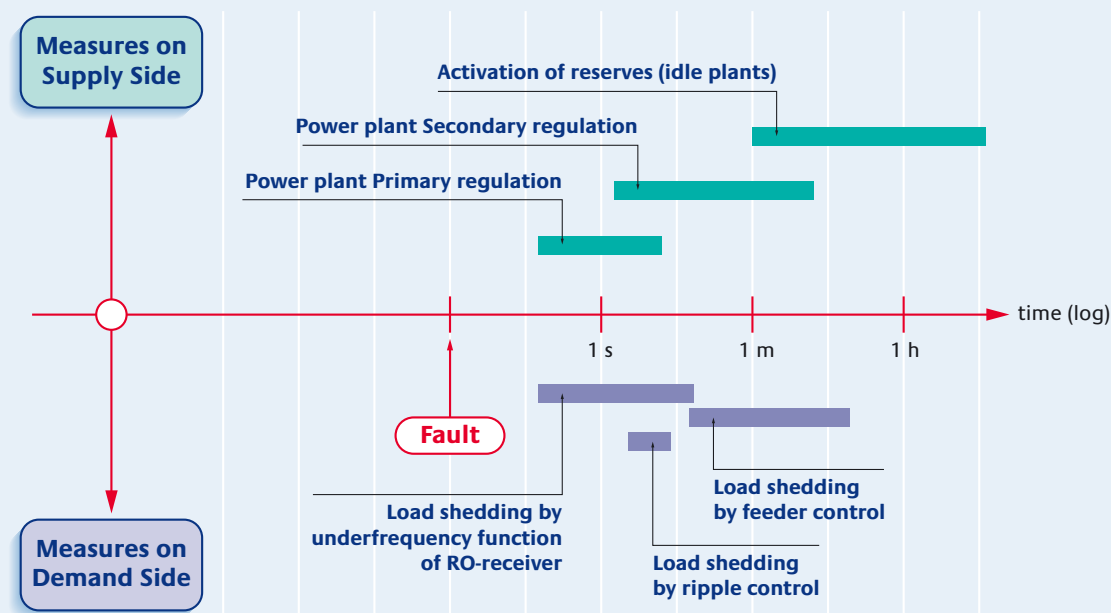 Measures on
Supply Side
Activation of reserves (idle plants)
Power plant Secondary regulation
Power plant Primary regulation
time (log)
1 s
1 m
1 h
Fault
Load shedding by
underfrequency function
of RO-receiver
Load shedding
by feeder control
Load shedding
by ripple control
Measures on
Demand Side